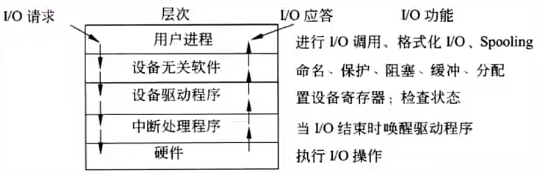 I/O 请求 层次 I/O 应答 I/O 功能
用户进程 进行 I/O 调用、格式化 I/O、Spooling
设备无关软件 命名、保护、阻塞、缓冲、分配
设备驱动程序 置设备寄存器；检查状态
中断处理程序 当 I/O 结束时唤醒驱动程序
硬件 执行 I/O 操作